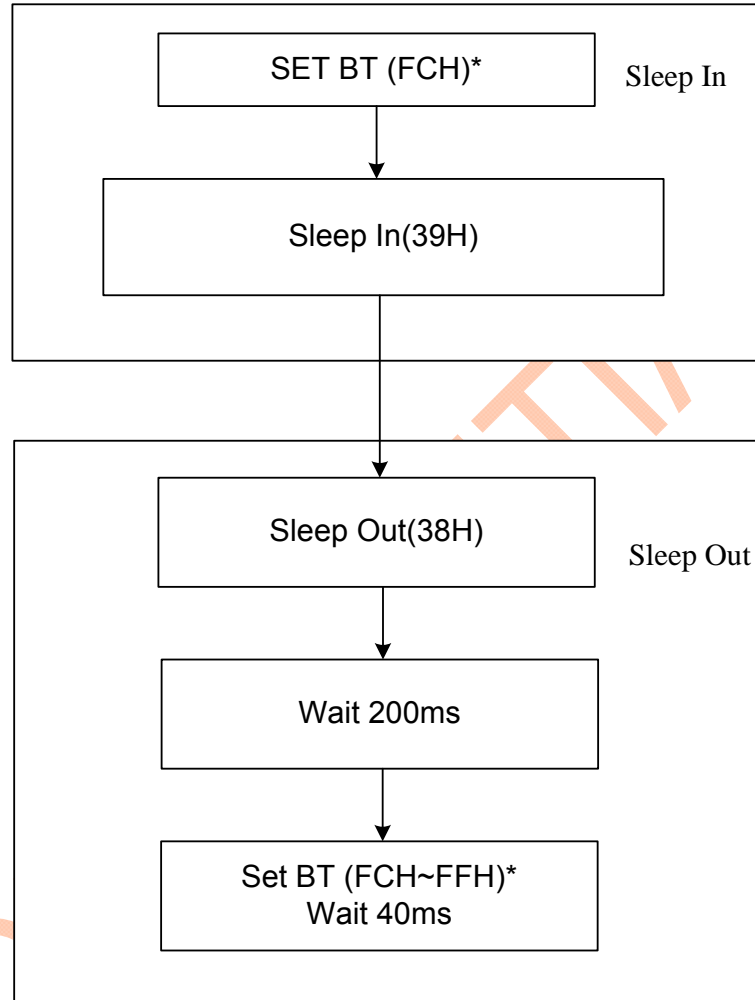 SET BT (FCH)*
Sleep In
Sleep In(39H)
Sleep Out(38H)
Sleep Out
Wait 200ms
Set BT (FCH~FFH)*
Wait 40ms